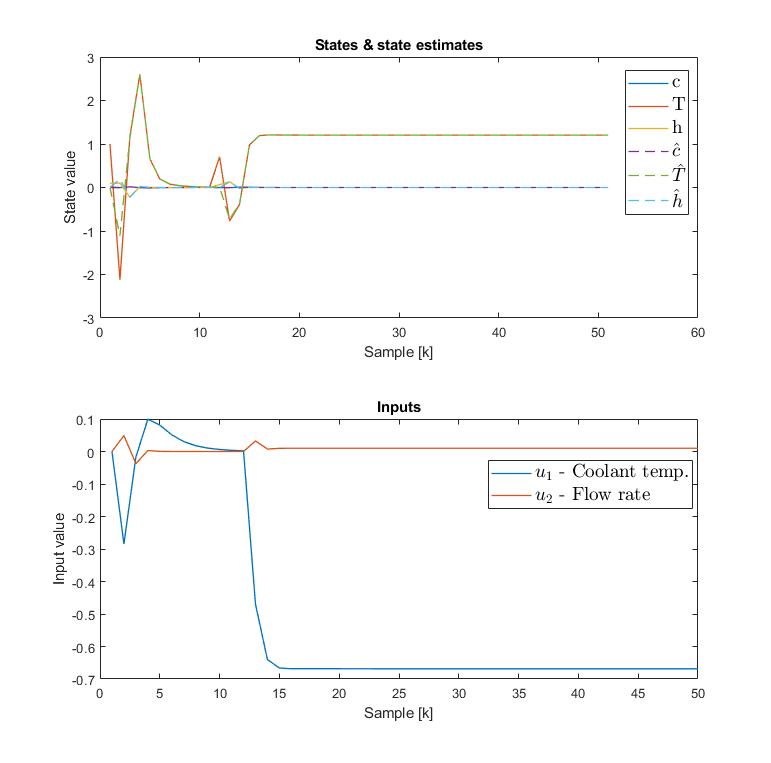 States & state estimates
3
2
1
0
-1
-2
-3
State value
0 10 20 30 40 50 60
Sample [k]
c
T
h
ĉ
T̂
ĥ
Inputs
0.1
0
-0.1
-0.2
-0.3
-0.4
-0.5
-0.6
-0.7
Input value
0 5 10 15 20 25 30 35 40 45 50
Sample [k]
u₁ - Coolant temp.
u₂ - Flow rate